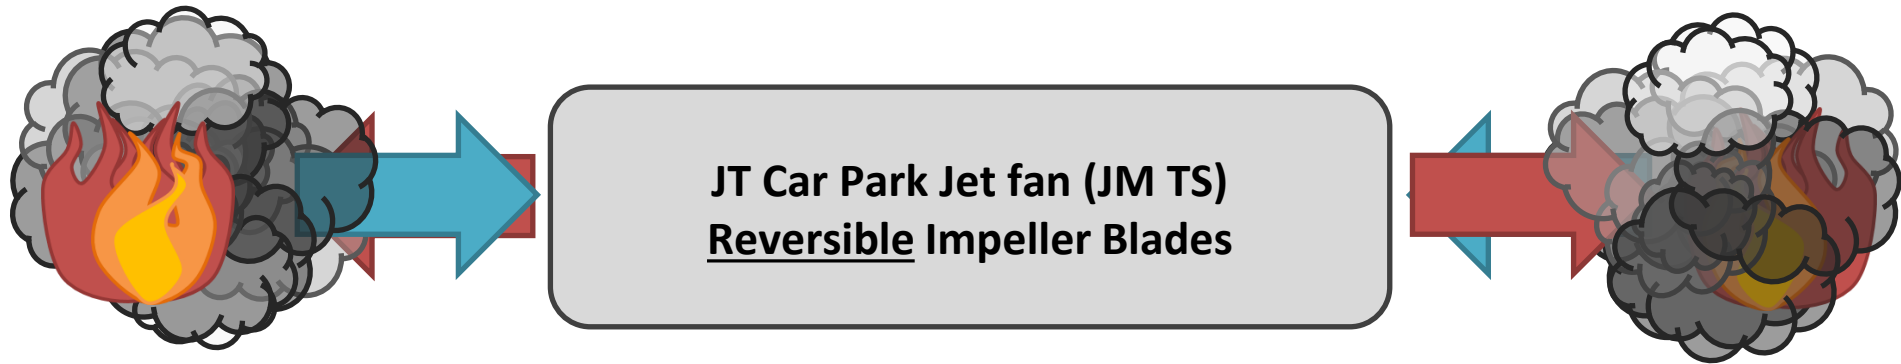 JT Car Park Jet fan (JM TS)
Reversible Impeller Blades